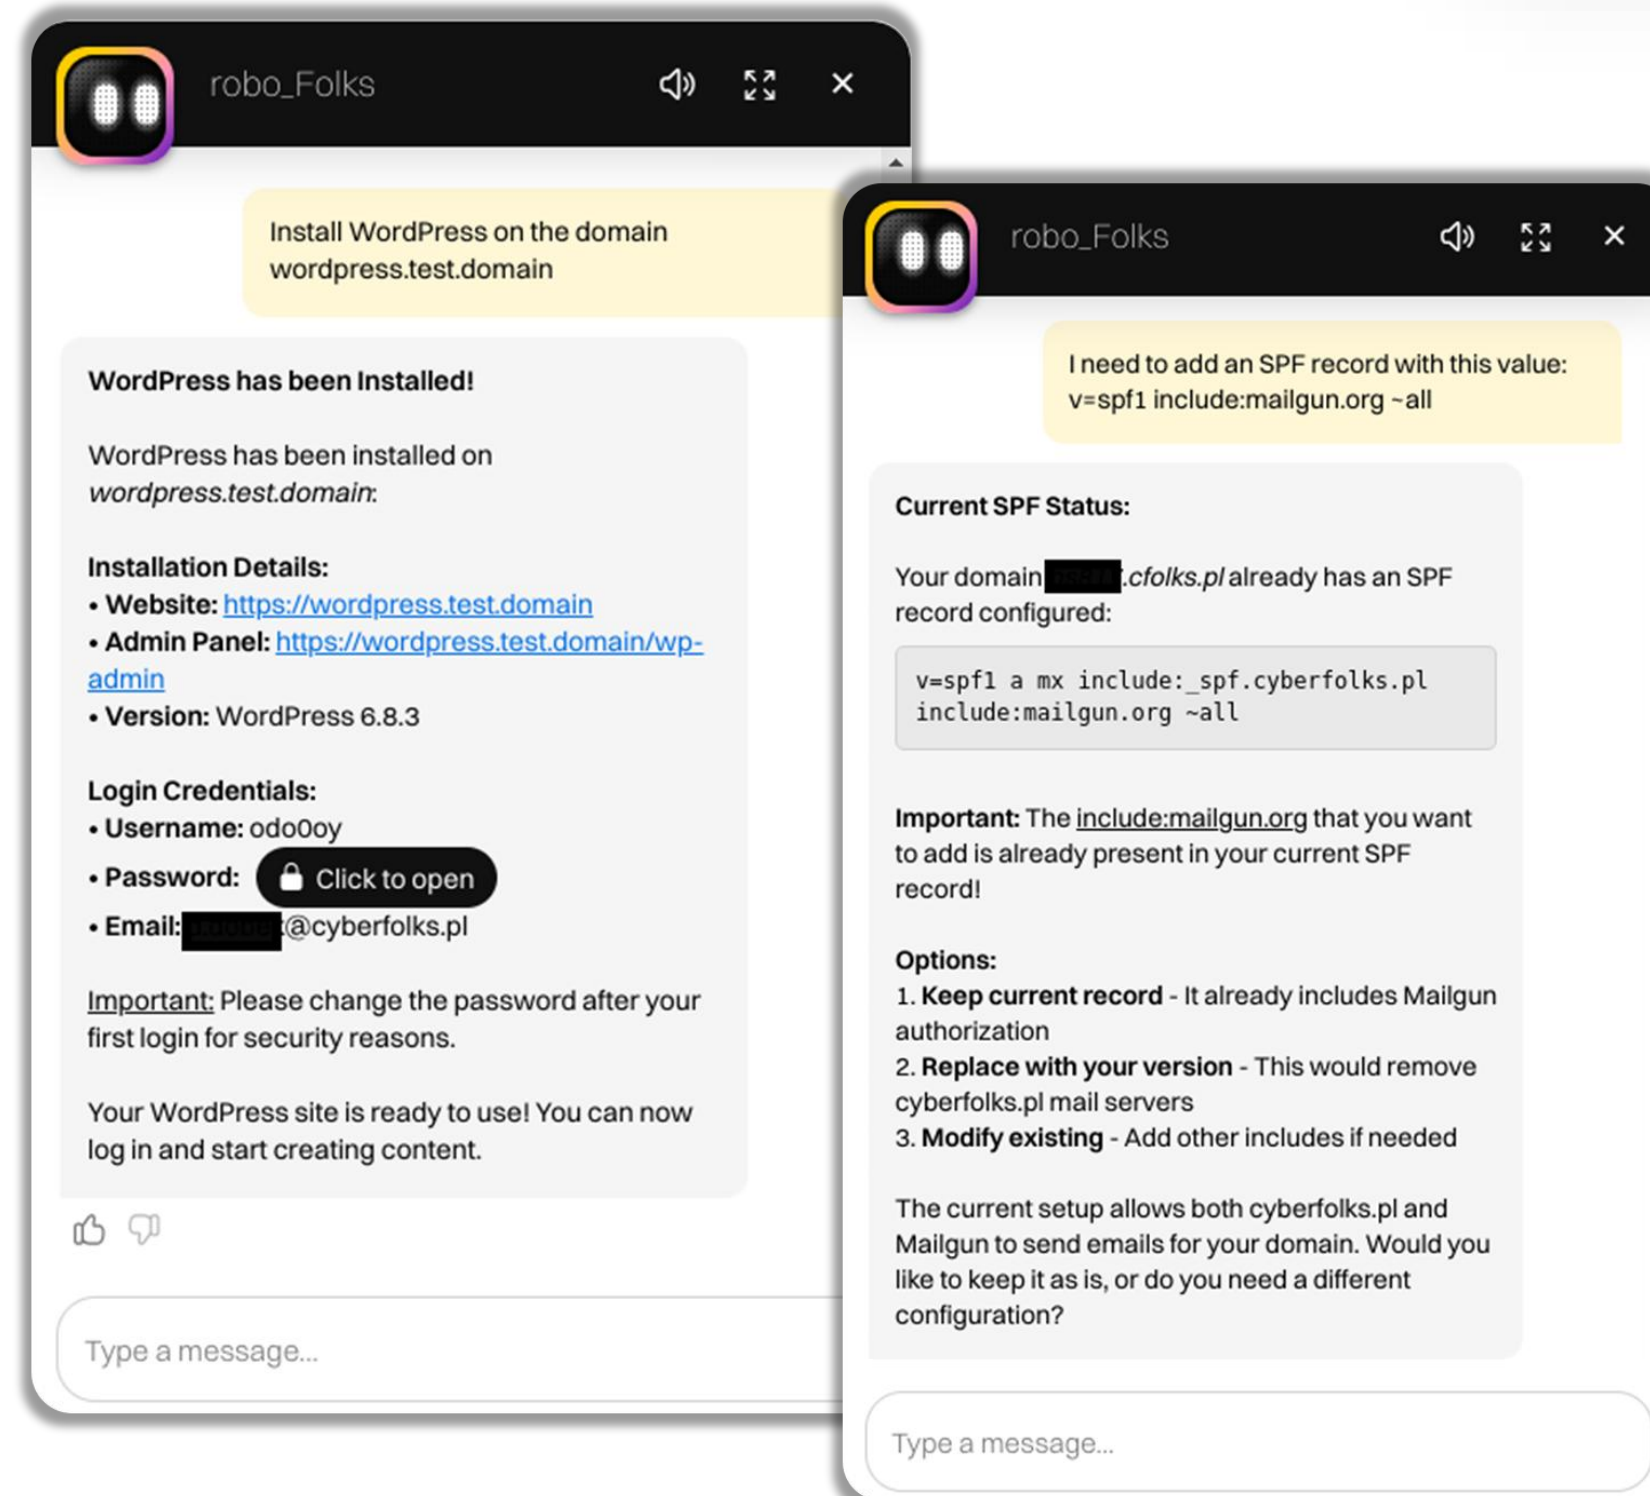 robo_Folks
Install WordPress on the domain
wordpress.test.domain
WordPress has been Installed!
WordPress has been installed on
wordpress.test.domain:
Installation Details:
• Website: https://wordpress.test.domain
• Admin Panel: https://wordpress.test.domain/wp-
admin
• Version: WordPress 6.8.3
Login Credentials:
• Username: odo0oy
• Password: Click to open
• Email: @cyberfolks.pl
Important: Please change the password after your
first login for security reasons.
Your WordPress site is ready to use! You can now
log in and start creating content.
Type a message...
robo_Folks
I need to add an SPF record with this value:
v=spf1 include:mailgun.org ~all
Current SPF Status:
Your domain .cfolks.pl already has an SPF
record configured:
v=spf1 a mx include:_spf.cyberfolks.pl
include:mailgun.org ~all
Important: The include:mailgun.org that you want
to add is already present in your current SPF
record!
Options:
1. Keep current record - It already includes Mailgun
authorization
2. Replace with your version - This would remove
cyberfolks.pl mail servers
3. Modify existing - Add other includes if needed
The current setup allows both cyberfolks.pl and
Mailgun to send emails for your domain. Would you
like to keep it as is, or do you need a different
configuration?
Type a message...